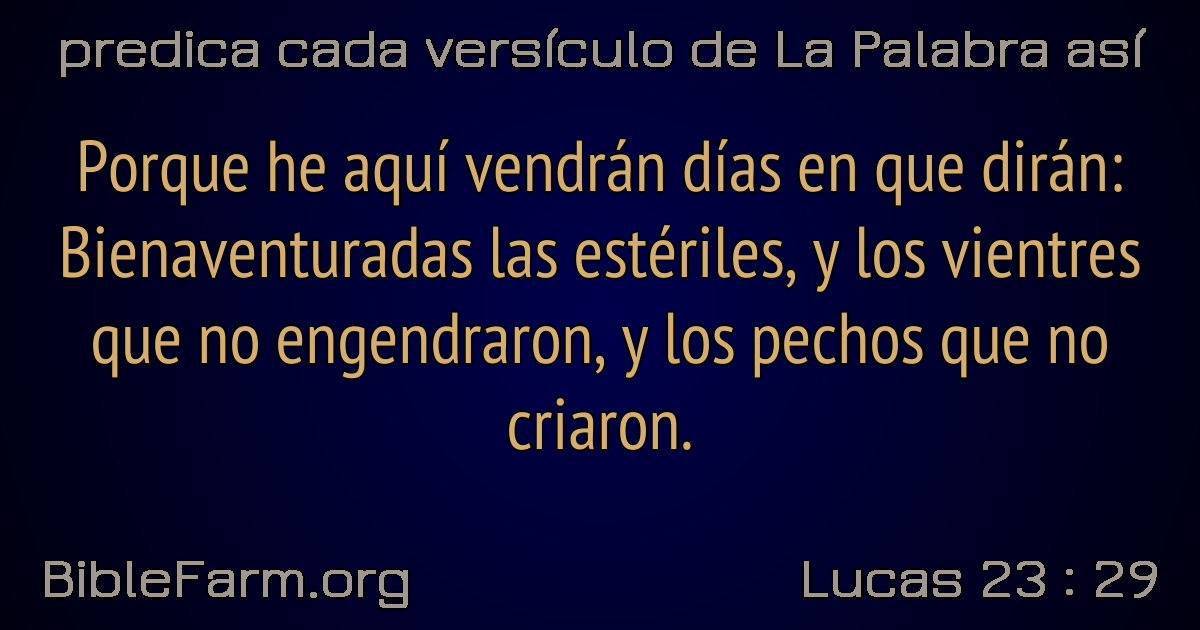 predica cada versículo de La Palabra así
Porque he aquí vendrán días en que dirán:
Bienaventuradas las estériles, y los vientres
que no engendraron, y los pechos que no
criaron.
BibleFarm.org
Lucas 23 : 29